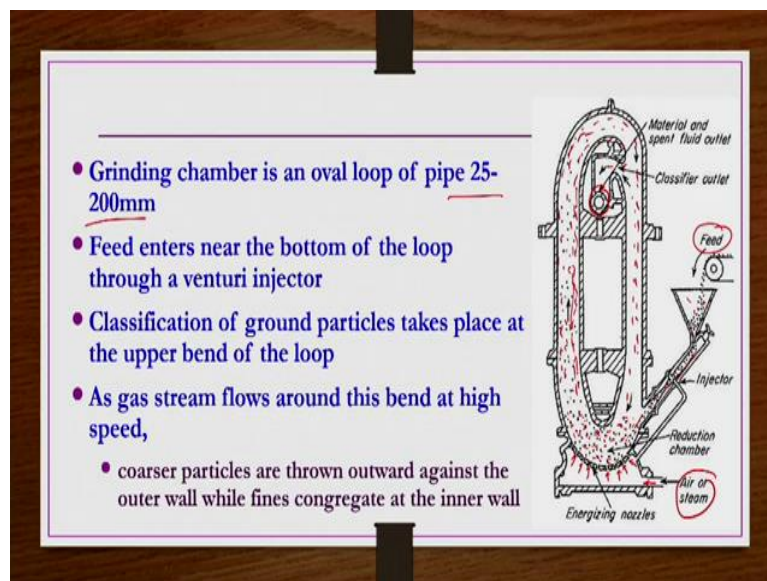 • Grinding chamber is an oval loop of pipe 25-
200mm
• Feed enters near the bottom of the loop
through a venturi injector
• Classification of ground particles takes place at
the upper bend of the loop
• As gas stream flows around this bend at high
speed,
• coarser particles are thrown outward against the
outer wall while fines congregate at the inner wall
Material and
spent fluid outlet
Classifier outlet
Feed
Injector
Reduction
chamber
Air or
steam
Energizing nozzles